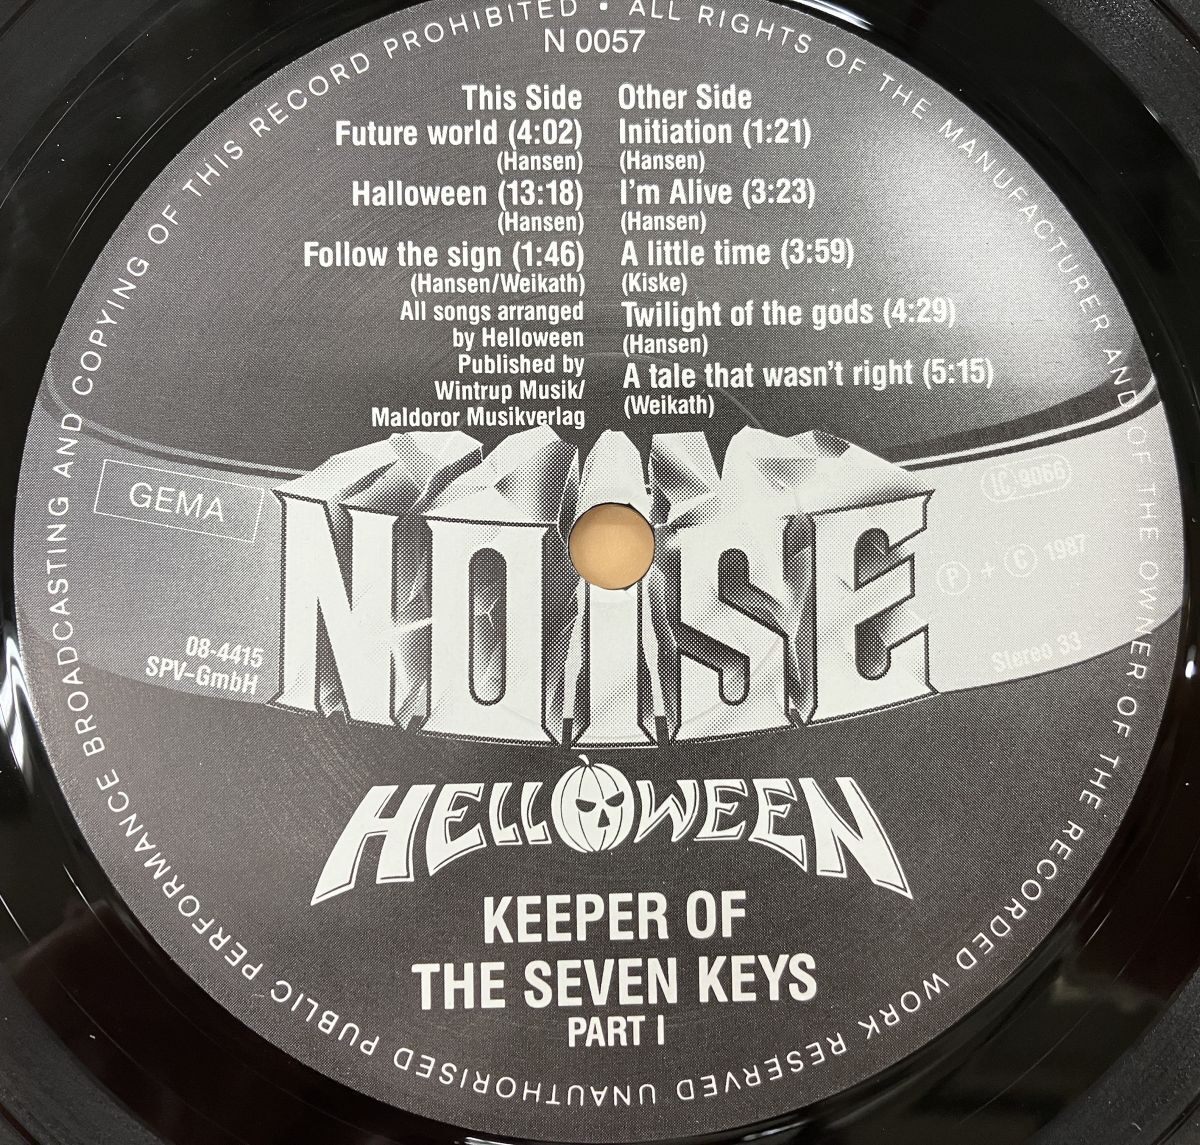 UNAUTHORISED PUBLIC PERFORMANCE BROADCASTING AND COPYING OF THIS RECORD PROHIBITED • ALL RIGHTS OF THE MANUFACTURER AND OF THE OWNER OF THE RECORDED WORK RESERVED
N 0057
This Side
Future world (4:02)
(Hansen)
Halloween (13:18)
(Hansen)
Follow the sign (1:46)
(Hansen/Weikath)
All songs arranged
by Helloween
Published by
Wintrup Musik/
Maldoror Musikverlag
Other Side
Initiation (1:21)
(Hansen)
I'm Alive (3:23)
(Hansen)
A little time (3:59)
(Kiske)
Twilight of the gods (4:29)
(Hansen)
A tale that wasn't right (5:15)
(Weikath)
GEMA
NOISE
LC 9066
P + C 1987
08-4415
SPV-GmbH
Stereo 33
HELLOWEEN
KEEPER OF
THE SEVEN KEYS
PART I